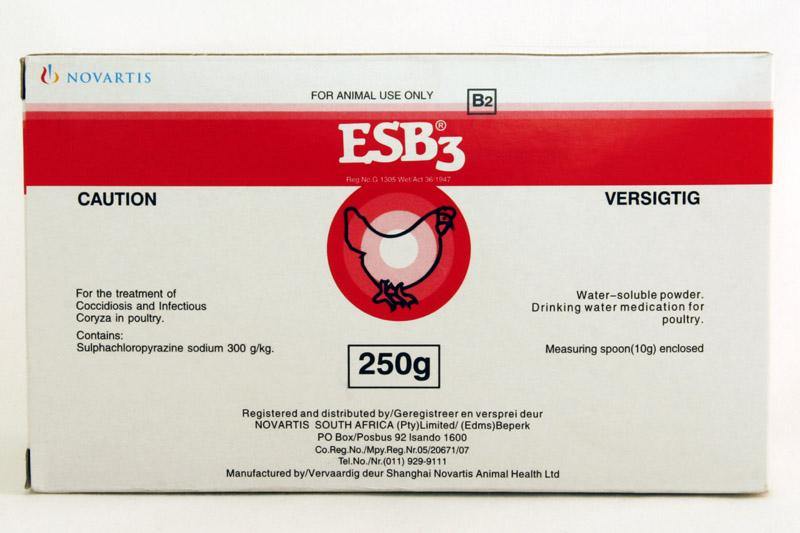 NOVARTIS
FOR ANIMAL USE ONLY
B2
ESB3®
Reg No.G 1305 Wet/Act 36/1947
CAUTION
VERSIGTIG
For the treatment of
Coccidiosis and Infectious
Coryza in poultry.
Contains:
Sulphachloropyrazine sodium 300 g/kg.
Water-soluble powder.
Drinking water medication for
poultry.
Measuring spoon(10g) enclosed
250g
Registered and distributed by/Geregistreer en versprei deur
NOVARTIS SOUTH AFRICA (Pty)Limited/ (Edms)Beperk
PO Box/Posbus 92 Isando 1600
Co.Reg.No./Mpy.Reg.Nr.05/20671/07
Tel.No./Nr.(011) 929-9111
Manufactured by/Vervaardig deur Shanghai Novartis Animal Health Ltd